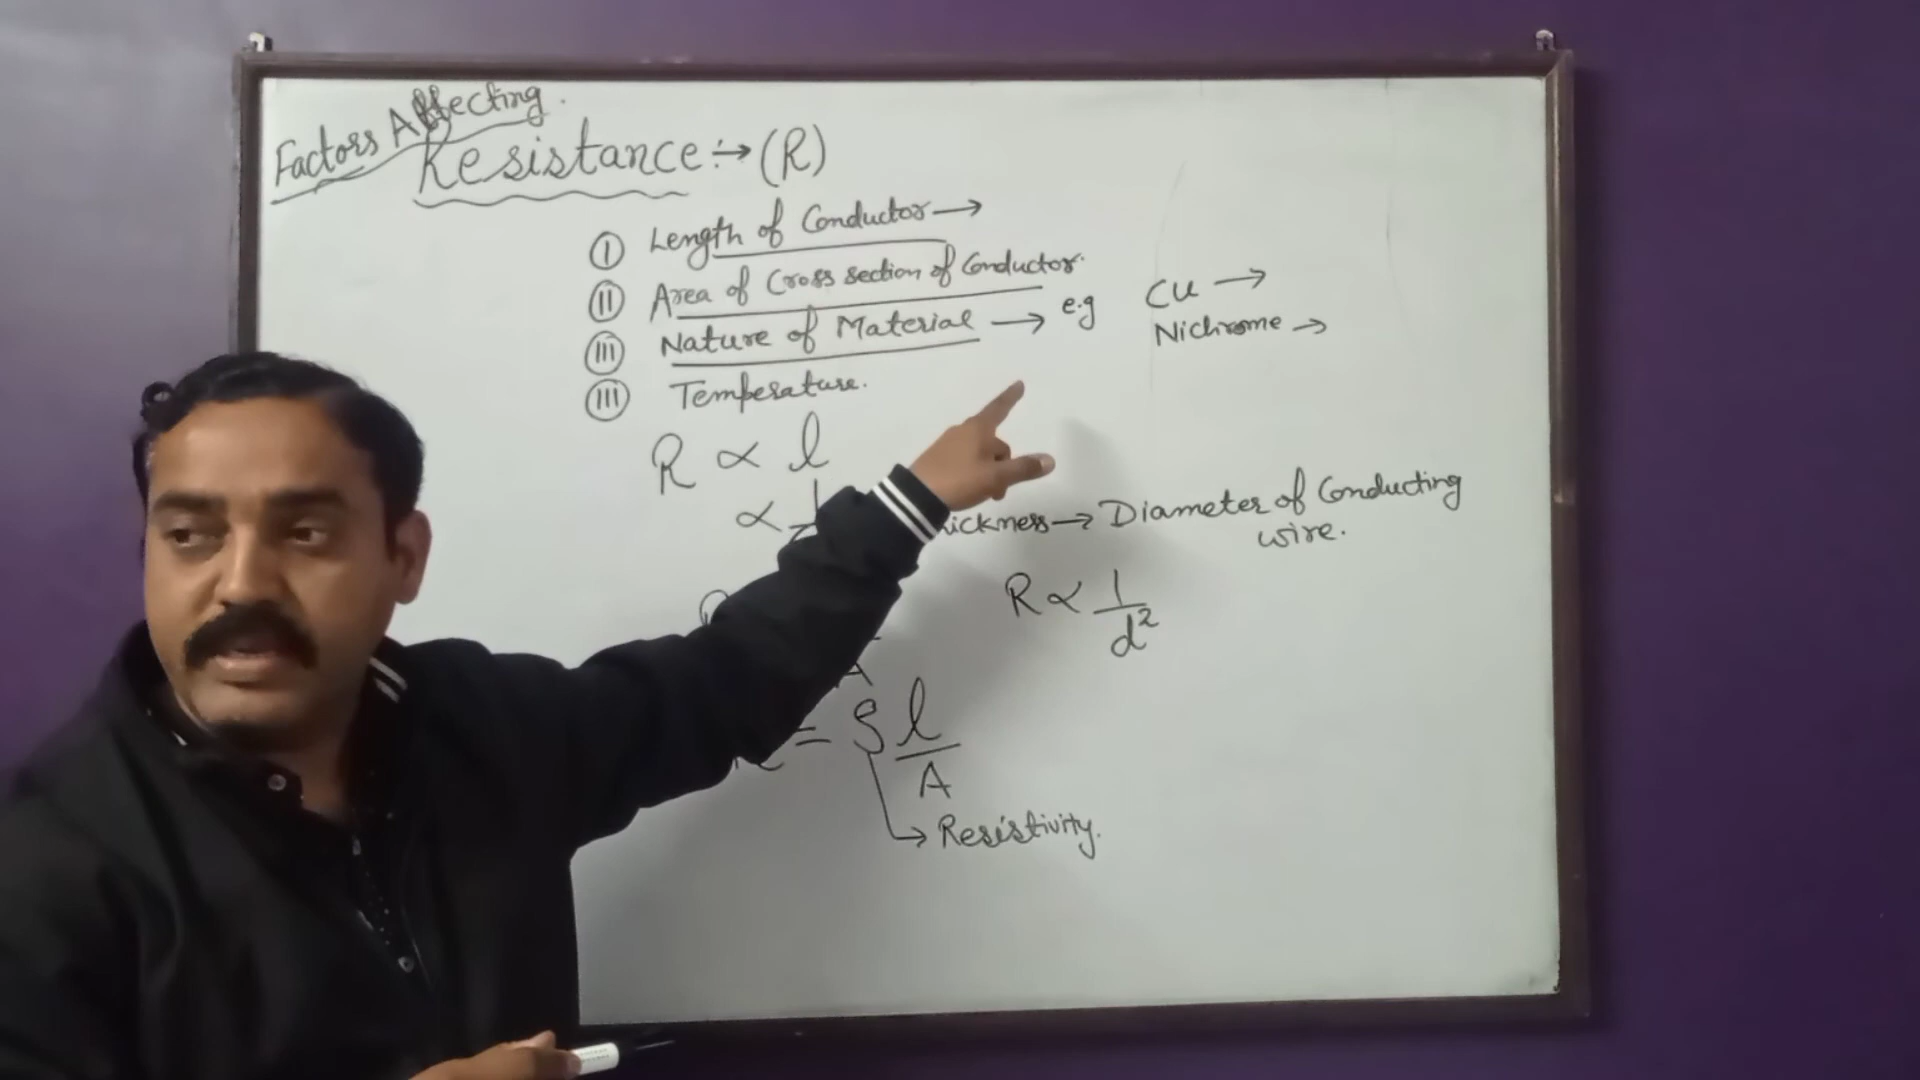 Factors Affecting.
Resistance :→ (R)
(I) Length of Conductor →
(II) Area of Cross section of Conductor.
(III) Nature of Material → e.g
Cu →
Nichrome →
(III) Temperature.
R ∝ l
∝ 1
→ Diameter of Conducting
wire.
R ∝ 1/d²
A
= ρ l/A
→ Resistivity.